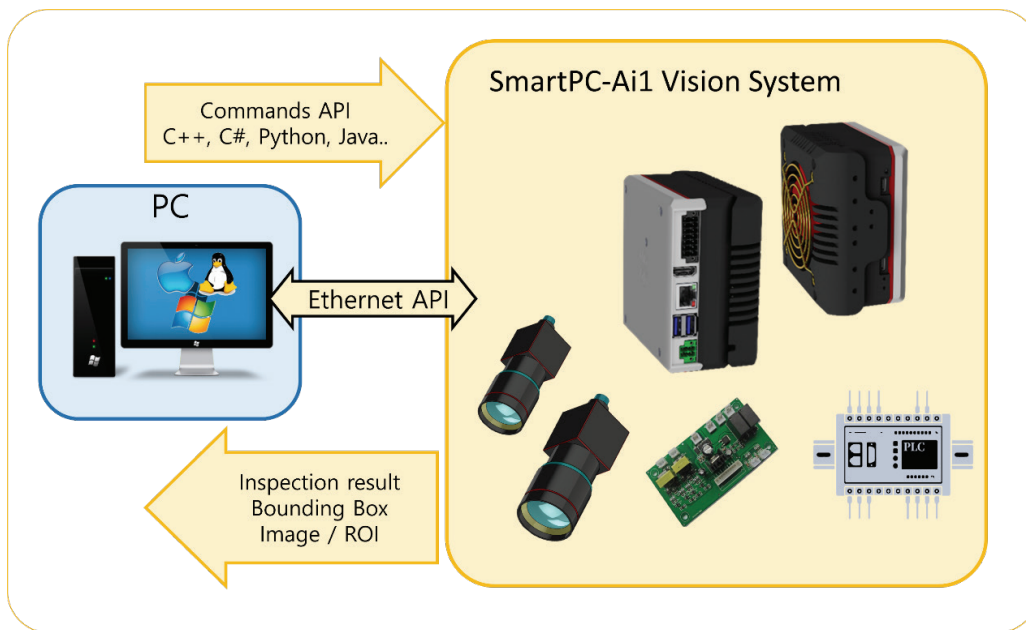 SmartPC-Ai1 Vision System
Commands API
C++, C#, Python, Java..
PC
Ethernet API
Inspection result
Bounding Box
Image / ROI
PLC